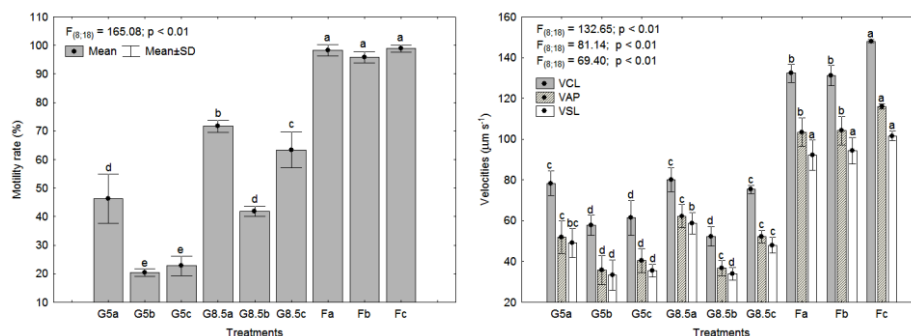 F(8;18) = 165.08; p < 0.01
Mean Mean±SD
Motility rate (%)
110
100
90
80
70
60
50
40
30
20
10
d e e b d c a a a
G5a G5b G5c G8.5a G8.5b G8.5c Fa Fb Fc
Treatments
F(8;18) = 132.65; p < 0.01
F(8;18) = 81.14; p < 0.01
F(8;18) = 69.40; p < 0.01
VCL
VAP
VSL
Velocities (µm s-1)
160
140
120
100
80
60
40
20
c c bc d d d d d d c c b d d d c c c b b a b b a a a a
G5a G5b G5c G8.5a G8.5b G8.5c Fa Fb Fc
Treatments